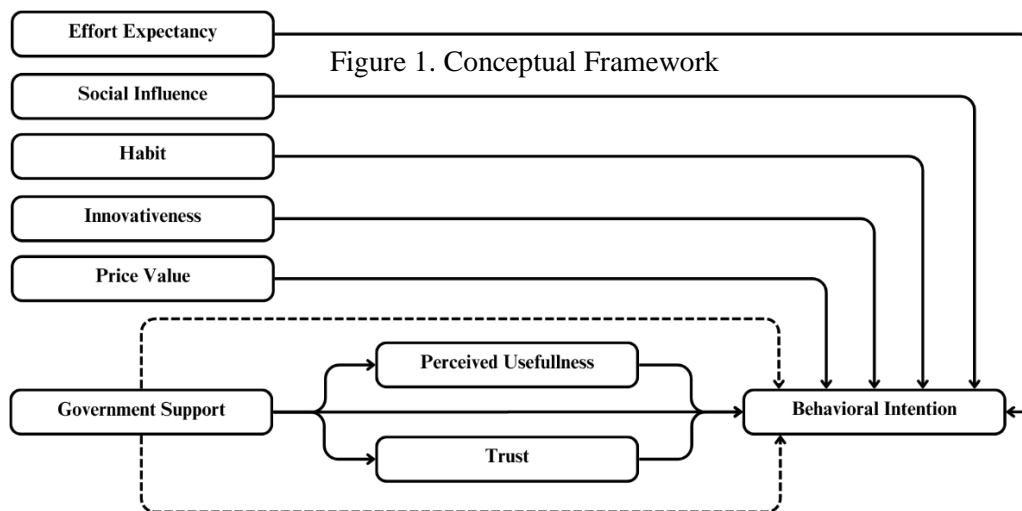 Effort Expectancy
Figure 1. Conceptual Framework
Social Influence
Habit
Innovativeness
Price Value
Perceived Usefullness
Government Support
Behavioral Intention
Trust